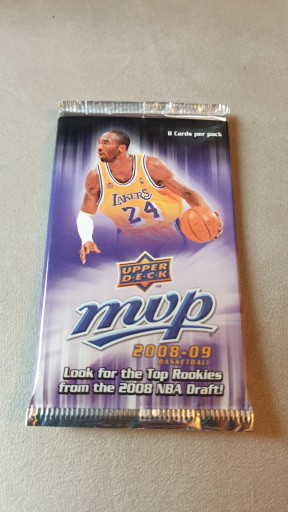 8 Cards per pack
LAKERS
24
UPPER
D·E·C·K
TM
mvp
2008-09
BASKETBALL
Look for the Top Rookies
from the 2008 NBA Draft!